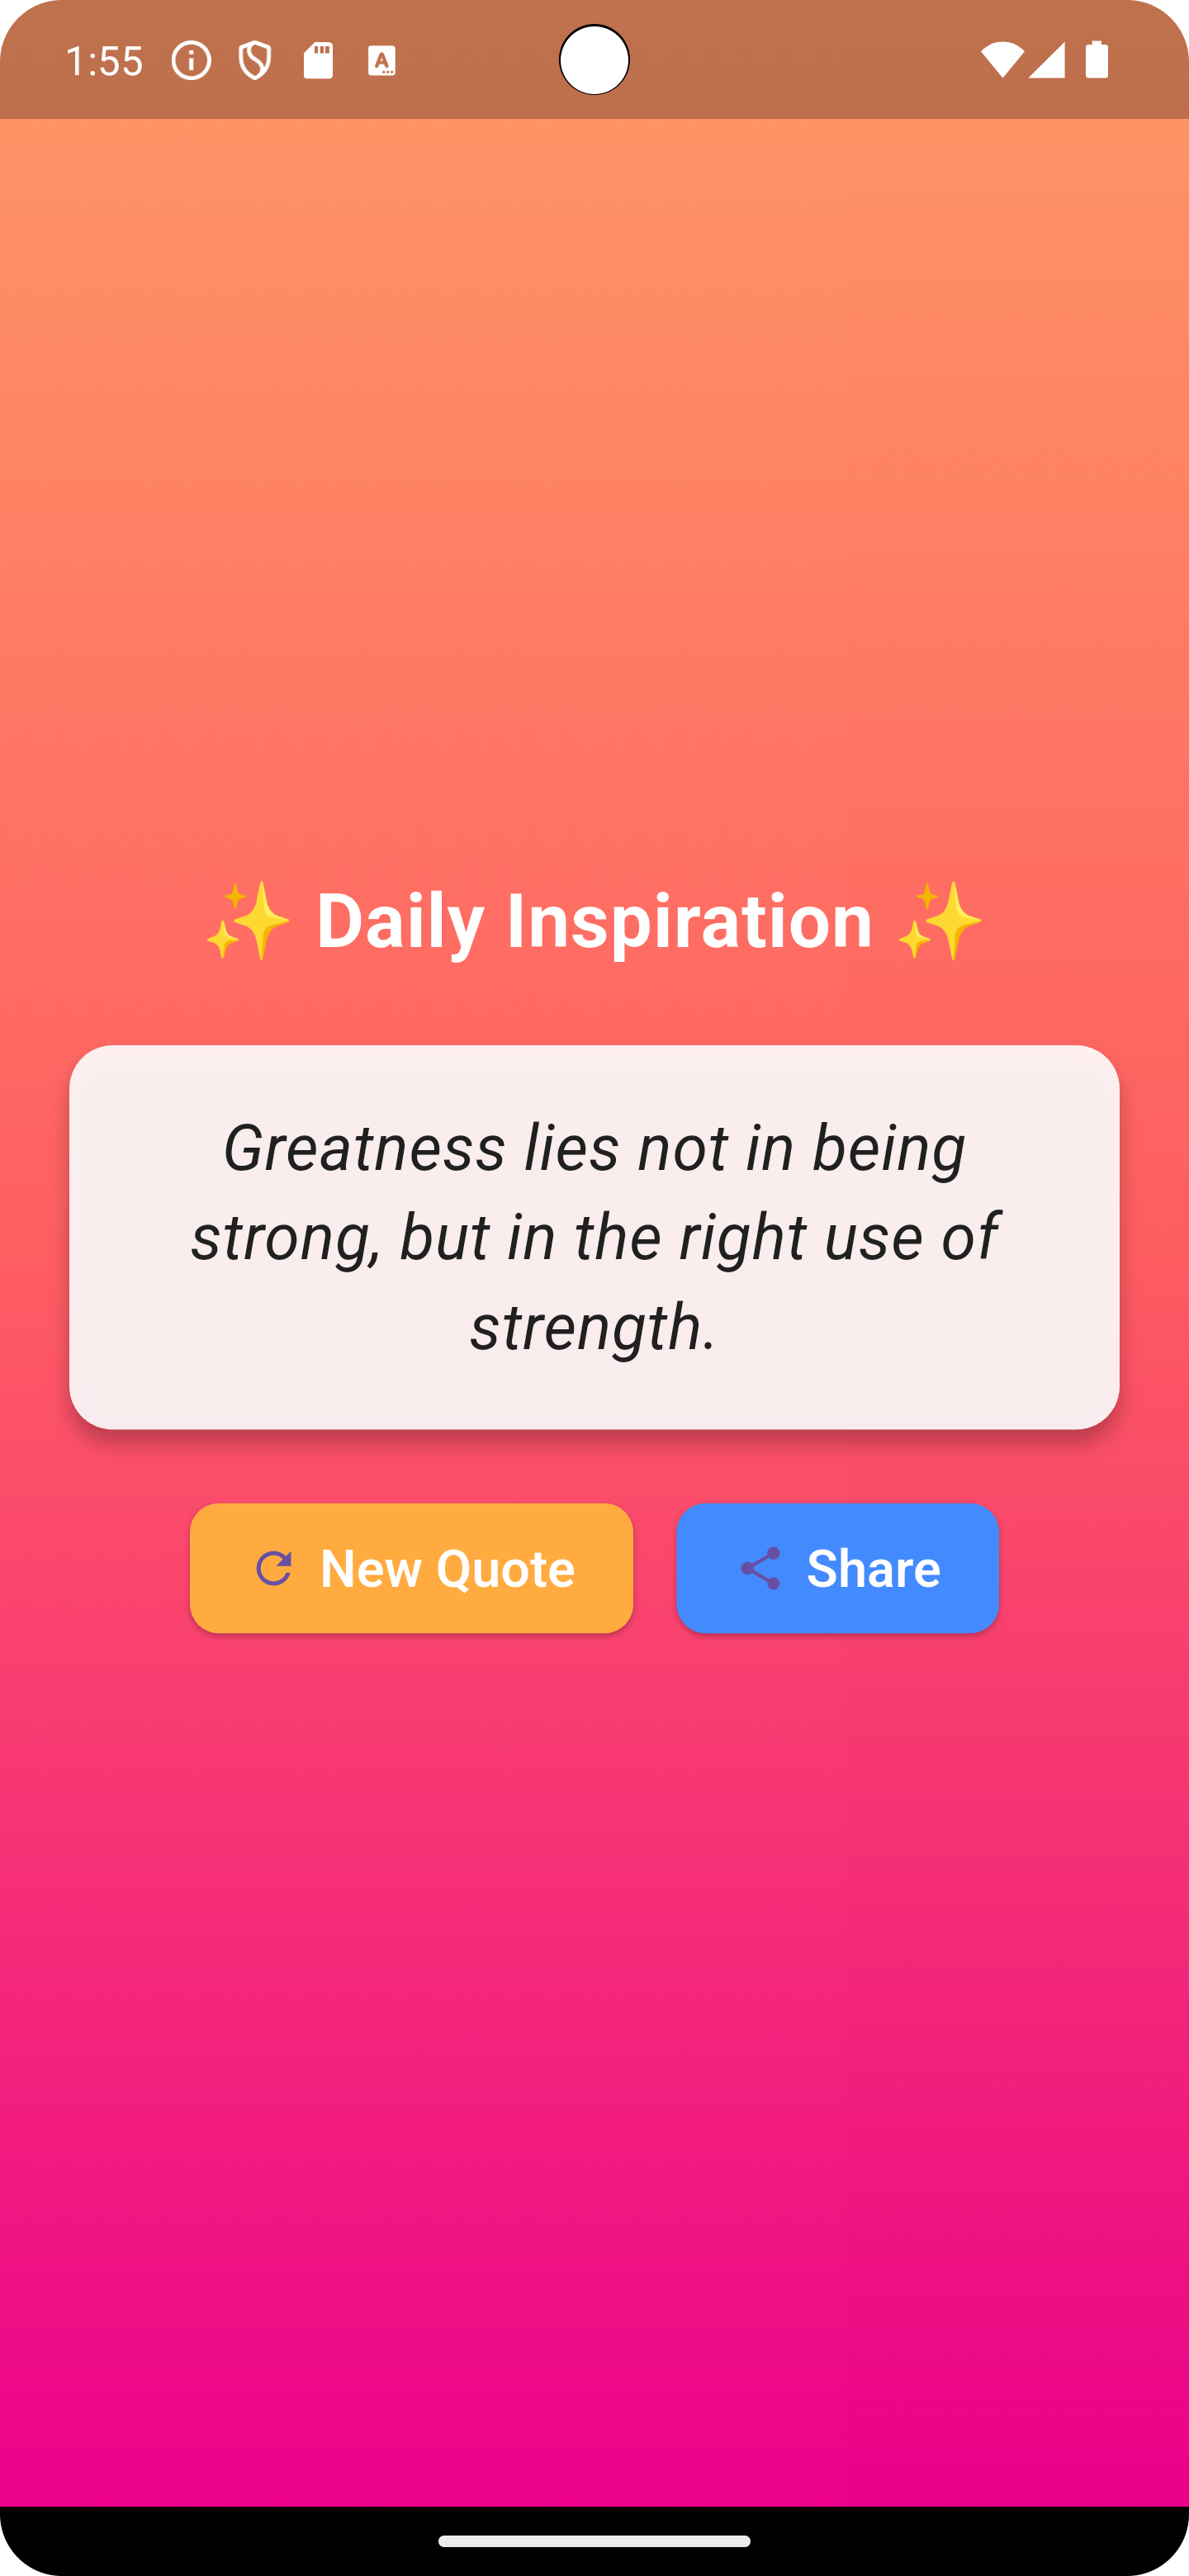 1:55
✨ Daily Inspiration ✨
Greatness lies not in being
strong, but in the right use of
strength.
New Quote
Share